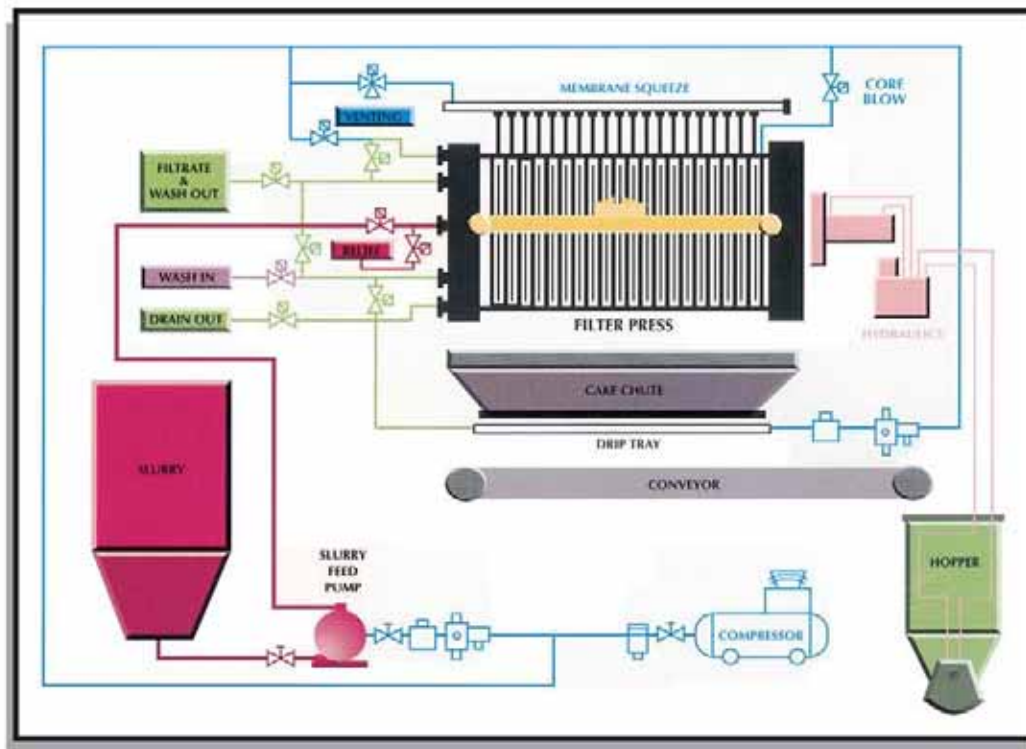 MEMBRANE SQUEEZE
CORE
BLOW
VENTING
FILTRATE
&
WASH OUT
RELIEF
WASH IN
DRAIN OUT
FILTER PRESS
HYDRAULICS
CAKE CHUTE
DRIP TRAY
SLURRY
CONVEYOR
SLURRY
FEED
PUMP
HOPPER
COMPRESSOR